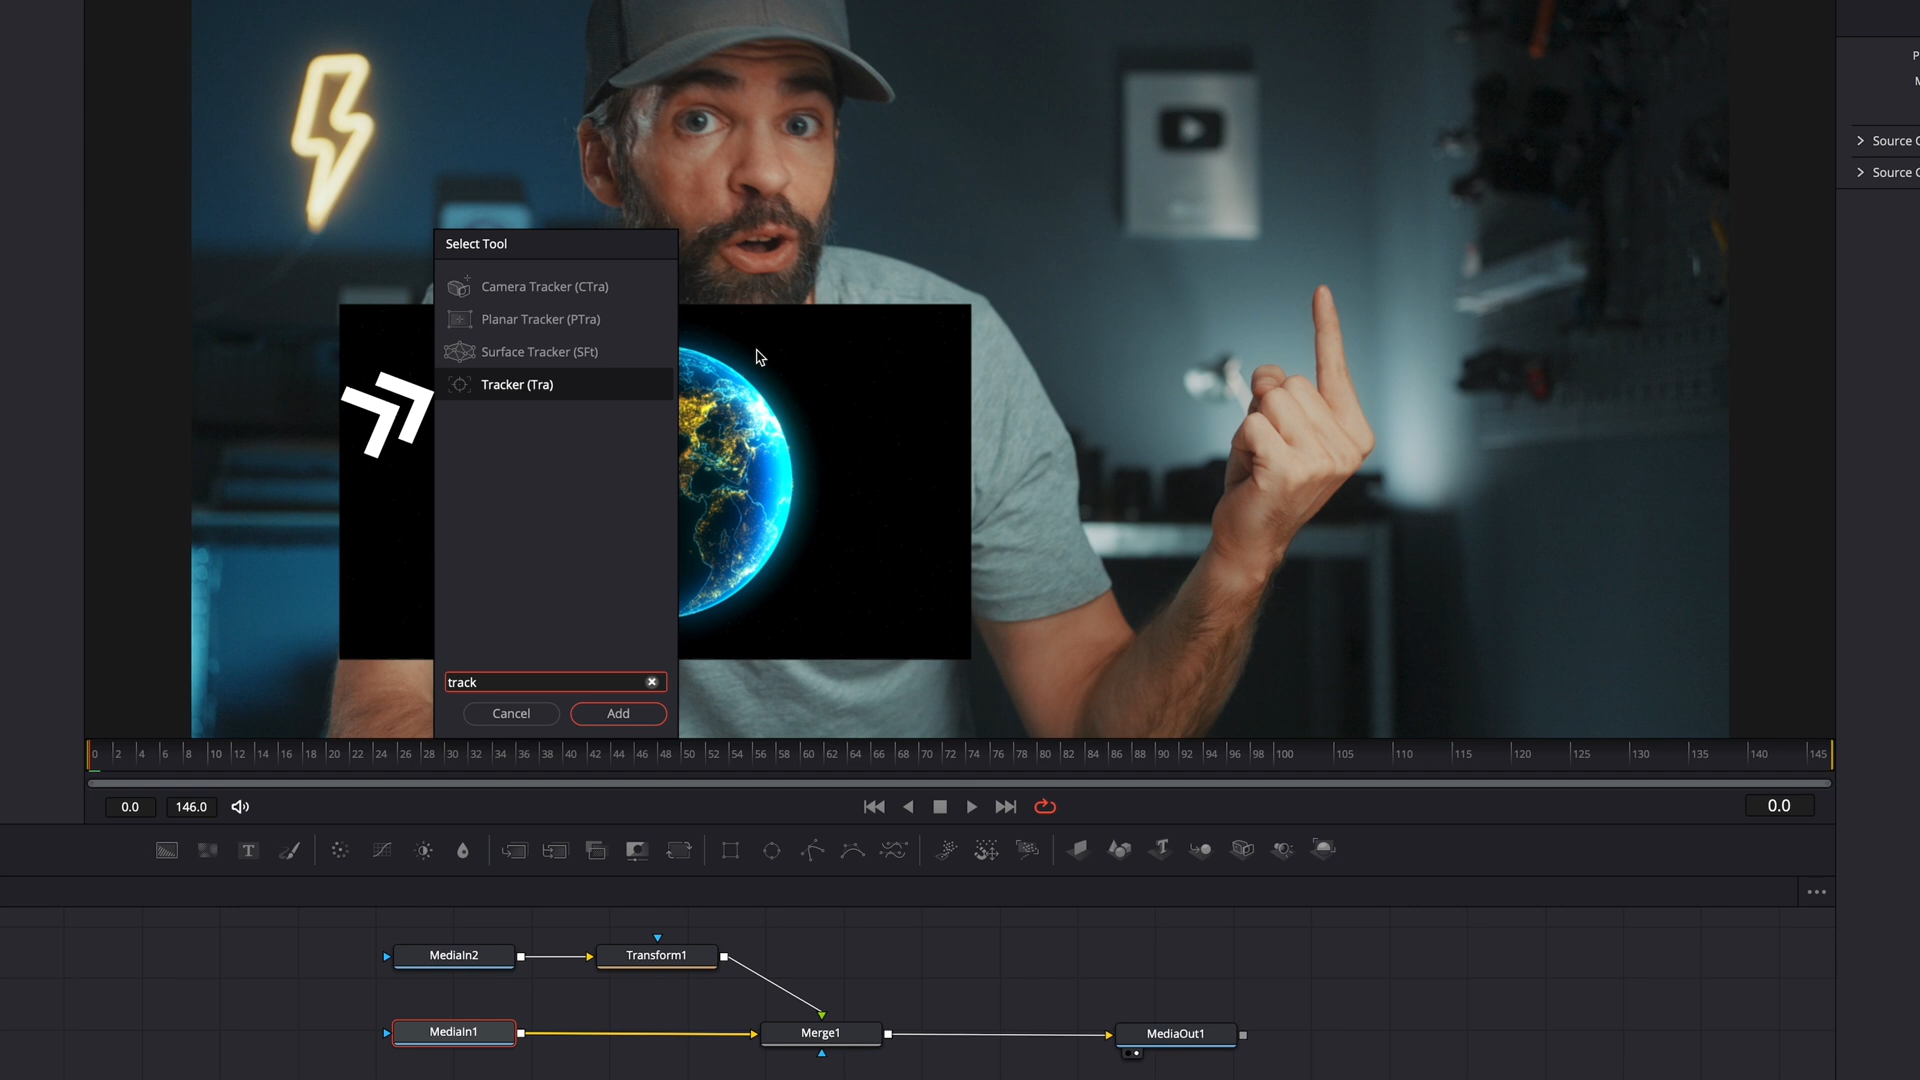 P
M
Source C
Source C
Select Tool
Camera Tracker (CTra)
Planar Tracker (PTra)
Surface Tracker (SFt)
Tracker (Tra)
track
Cancel Add
0 2 4 6 8 10 12 14 16 18 20 22 24 26 28 30 32 34 36 38 40 42 44 46 48 50 52 54 56 58 60 62 64 66 68 70 72 74 76 78 80 82 84 86 88 90 92 94 96 98 100 105 110 115 120 125 130 135 140 145
0.0 146.0 0.0
T
MediaIn2 Transform1
MediaIn1 Merge1 MediaOut1